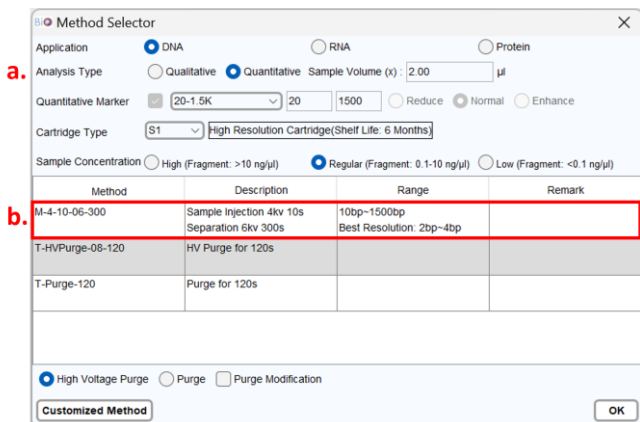 BiO Method Selector
Application DNA RNA Protein
a. Analysis Type Qualitative Quantitative Sample Volume (x) : 2.00 µl
Quantitative Marker 20-1.5K 20 1500 Reduce Normal Enhance
Cartridge Type S1 High Resolution Cartridge(Shelf Life: 6 Months)
Sample Concentration High (Fragment: >10 ng/µl) Regular (Fragment: 0.1-10 ng/µl) Low (Fragment: <0.1 ng/µl)
Method Description Range Remark
b. M-4-10-06-300 Sample Injection 4kv 10s 10bp~1500bp
Separation 6kv 300s Best Resolution: 2bp~4bp
T-HVPurge-08-120 HV Purge for 120s
T-Purge-120 Purge for 120s
High Voltage Purge Purge Purge Modification
Customized Method OK